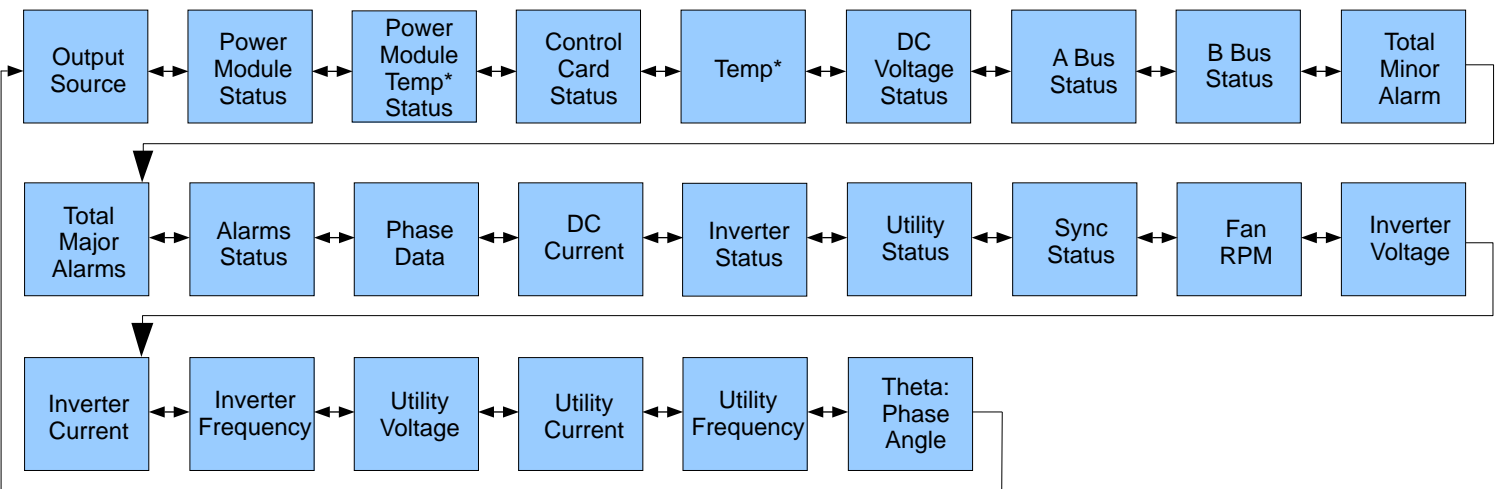 Output
Source
Power
Module
Status
Power
Module
Temp*
Status
Control
Card
Status
Temp*
DC
Voltage
Status
A Bus
Status
B Bus
Status
Total
Minor
Alarm
Total
Major
Alarms
Alarms
Status
Phase
Data
DC
Current
Inverter
Status
Utility
Status
Sync
Status
Fan
RPM
Inverter
Voltage
Inverter
Current
Inverter
Frequency
Utility
Voltage
Utility
Current
Utility
Frequency
Theta:
Phase
Angle